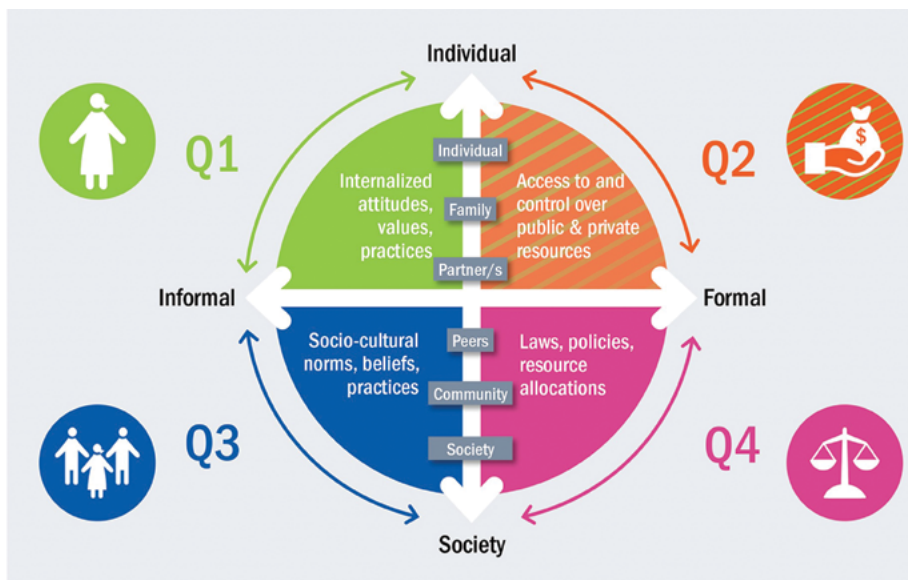 Individual
Q1
Q2
$
Individual
Internalized
attitudes,
values,
practices
Family
Access to and
control over
public & private
resources
Partner/s
Informal
Formal
Socio-cultural
norms, beliefs,
practices
Peers
Community
Society
Laws, policies,
resource
allocations
Q3
Q4
Society